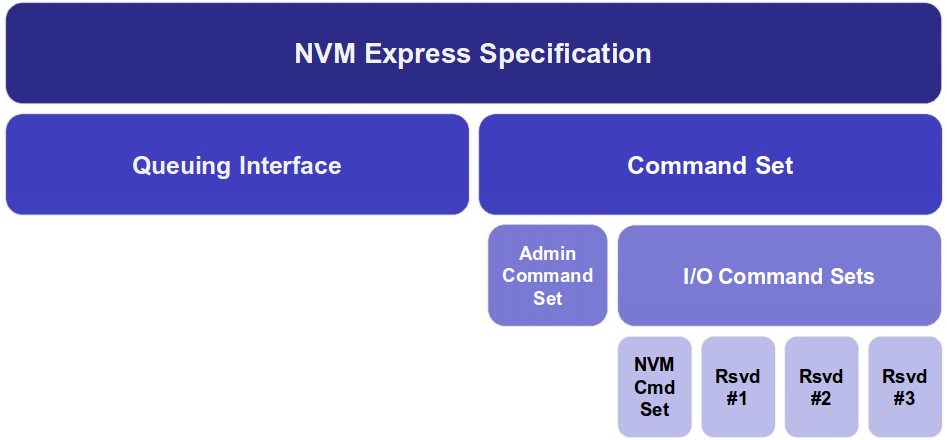 NVM Express Specification
Queuing Interface
Command Set
Admin
Command
Set
I/O Command Sets
NVM
Cmd
Set
Rsvd
#1
Rsvd
#2
Rsvd
#3